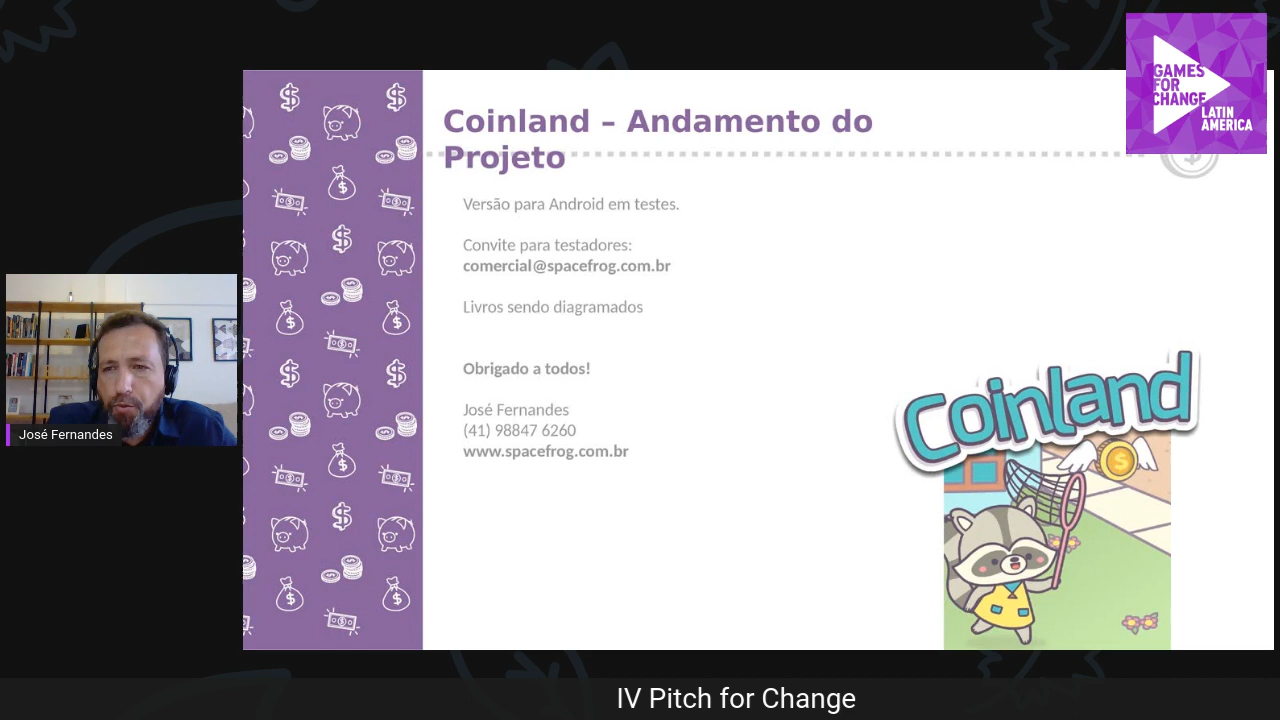 GAMES
FOR
CHANGE
LATIN
AMERICA
Coinland – Andamento do
Projeto
Versão para Android em testes.
Convite para testadores:
comercial@spacefrog.com.br
Livros sendo diagramados
Obrigado a todos!
José Fernandes
(41) 98847 6260
www.spacefrog.com.br
Coinland
José Fernandes
IV Pitch for Change